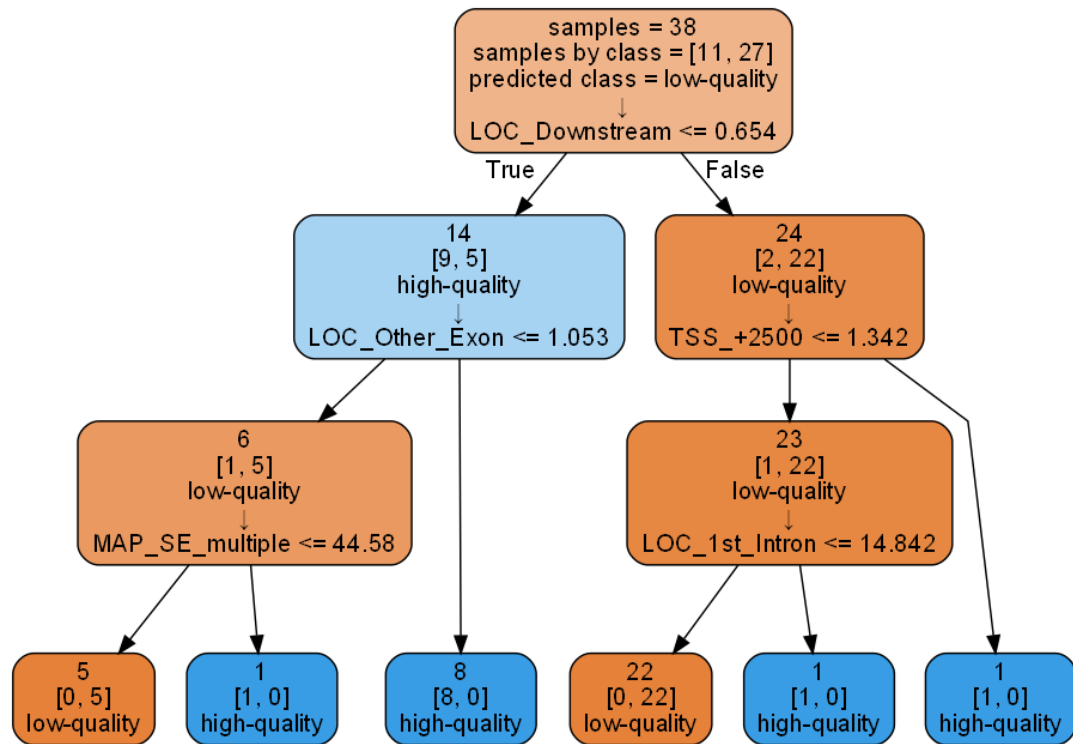 samples = 38
samples by class = [11, 27]
predicted class = low-quality
↓
LOC_Downstream <= 0.654
True
False
14
[9, 5]
high-quality
↓
LOC_Other_Exon <= 1.053
24
[2, 22]
low-quality
↓
TSS_+2500 <= 1.342
6
[1, 5]
low-quality
↓
MAP_SE_multiple <= 44.58
23
[1, 22]
low-quality
↓
LOC_1st_Intron <= 14.842
5
[0, 5]
low-quality
1
[1, 0]
high-quality
8
[8, 0]
high-quality
22
[0, 22]
low-quality
1
[1, 0]
high-quality
1
[1, 0]
high-quality